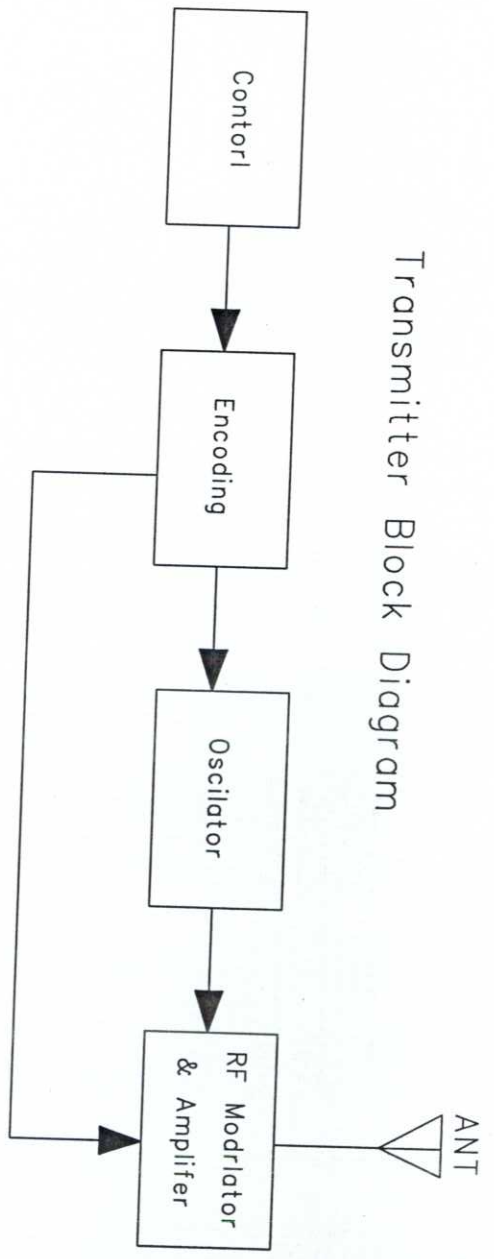 Transmitter Block Diagram
ANT
Contorl
Encoding
Oscilator
RF Modrlator
& Amplifer